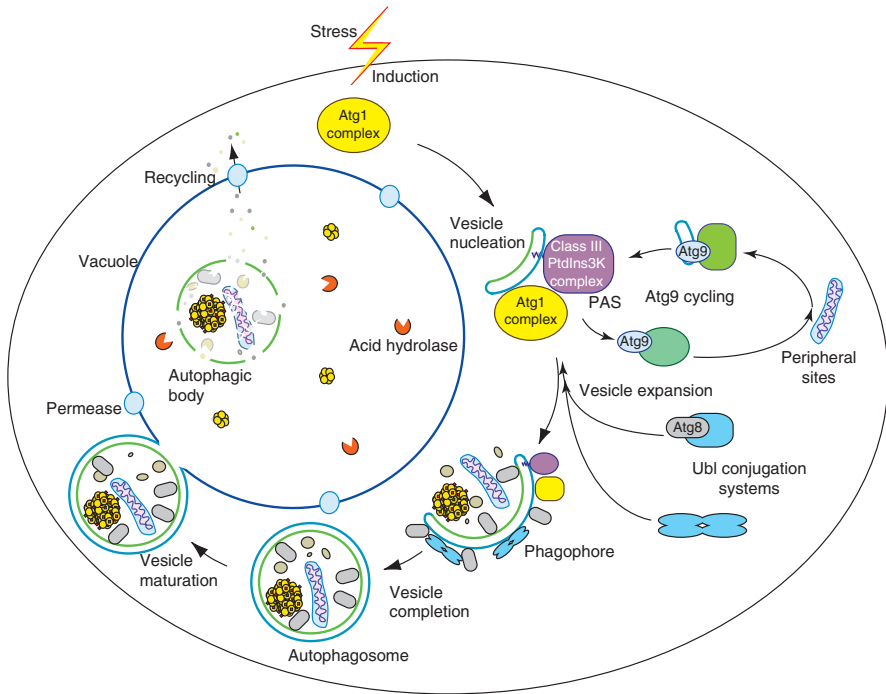 Stress
Induction
Atg1
complex
Recycling
Vesicle
nucleation
Class III
PtdIns3K
complex
PAS
Atg9
Atg9 cycling
Atg1
complex
Atg9
Peripheral
sites
Vacuole
Acid hydrolase
Autophagic
body
Vesicle expansion
Permease
Atg8
Ubl conjugation
systems
Phagophore
Vesicle
maturation
Vesicle
completion
Autophagosome